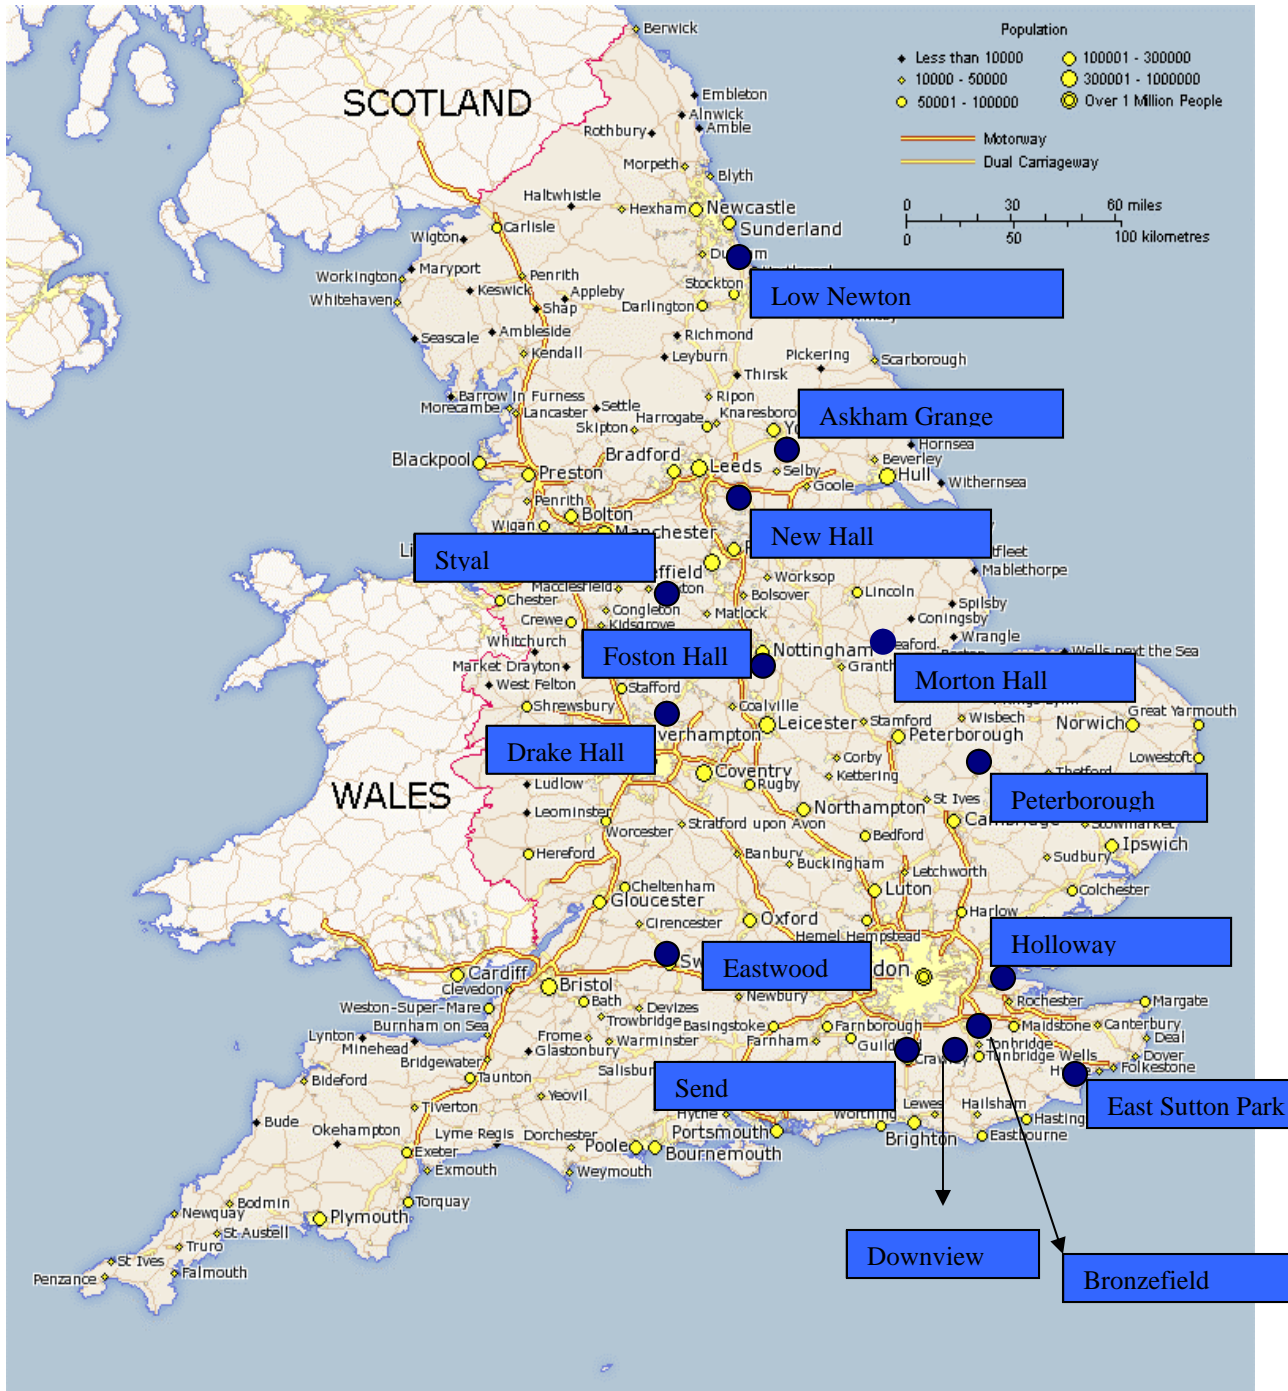 Population
Less than 10000
100001 - 300000
10000 - 50000
300001 - 1000000
50001 - 100000
Over 1 Million People
Motorway
Dual Carriageway
0 30 60 miles
0 50 100 kilometres
SCOTLAND
WALES
Berwick
Embleton
Alnwick
Amble
Rothbury
Morpeth
Blyth
Haltwhistle
Hexham
Newcastle
Sunderland
Carlisle
Wigton
Maryport
Workington
Whitehaven
Penrith
Keswick
Appleby
Shap
Stockton
Darlington
Low Newton
Seascale
Ambleside
Kendall
Richmond
Leyburn
Pickering
Scarborough
Thirsk
Barrow In Furness
Morecambe
Lancaster
Settle
Ripon
Harrogate
Skipton
Askham Grange
Hornsea
Blackpool
Preston
Bradford
Leeds
Selby
Beverley
Hull
Goole
Withernsea
Penrith
Bolton
Wigan
New Hall
Styal
Mablethorpe
Macclesfield
Worksop
Bolsover
Lincoln
Chester
Congleton
Matlock
Spilsby
Coningsby
Crewe
Kidsgrove
Wrangle
Whitchurch
Foston Hall
Nottingham
Wells next the Sea
Market Drayton
Morton Hall
West Felton
Stafford
Shrewsbury
Coalville
Leicester
Stamford
Wisbech
Norwich
Great Yarmouth
Peterborough
Drake Hall
Lowestoft
Corby
Kettering
Coventry
Rugby
Thetford
Ludlow
Peterborough
St Ives
Leominster
Northampton
Worcester
Stratford upon Avon
Bedford
Ipswich
Hereford
Banbury
Buckingham
Sudbury
Letchworth
Cheltenham
Luton
Colchester
Gloucester
Cirencester
Oxford
Harlow
Hemel Hempstead
Holloway
Eastwood
Cardiff
Bristol
Clevedon
Weston-Super-Mare
Bath
Devizes
Newbury
Rochester
Margate
Burnham on Sea
Trowbridge
Basingstoke
Farnborough
Maidstone
Canterbury
Lynton
Minehead
Frome
Warminster
Farnham
Deal
Glastonbury
Bridgewater
Tunbridge Wells
Dover
Folkestone
Bideford
Taunton
Send
East Sutton Park
Tiverton
Yeovil
Hythe
Worthing
Lewes
Hailsham
Bude
Okehampton
Lyme Regis
Dorchester
Poole
Bournemouth
Portsmouth
Brighton
Eastbourne
Exeter
Exmouth
Weymouth
Bodmin
Torquay
Newquay
Plymouth
St Austell
Truro
St Ives
Falmouth
Penzance
Downview
Bronzefield